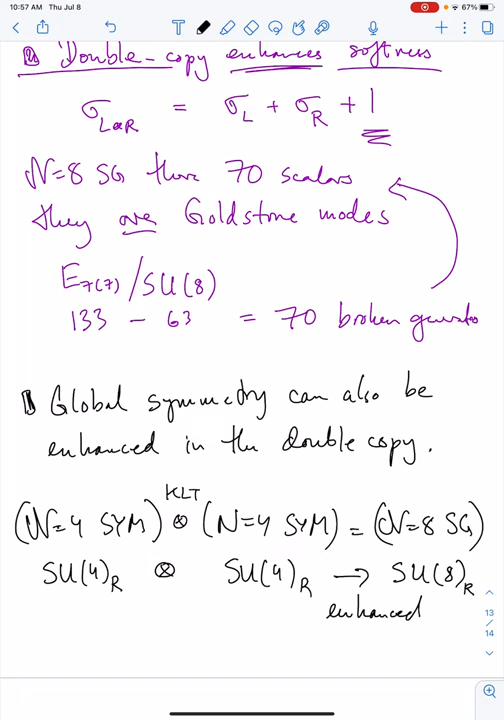 10:57 AM Thu Jul 8
67%
Double-copy enhances softness
σ_{L⊗R} = σ_L + σ_R + 1
N=8 SG there 70 scalars
they are Goldstone modes
E_{7(7)}/SU(8)
133 - 63 = 70 broken generators
Global symmetry can also be
enhanced in the double copy.
KLT
(N=4 SYM) ⊗ (N=4 SYM) = (N=8 SG)
SU(4)_R ⊗ SU(4)_R → SU(8)_R
enhanced
13
/
14